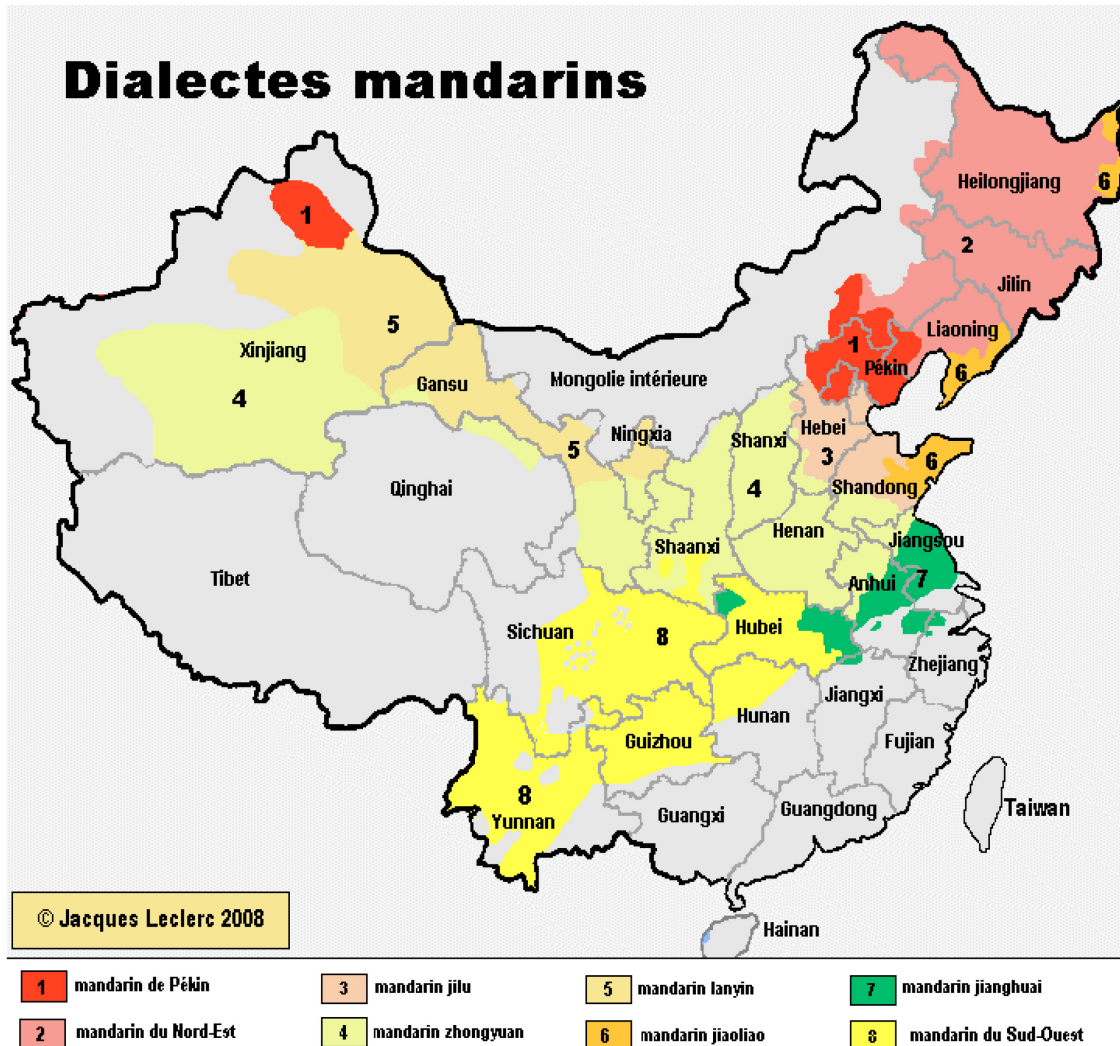 Dialectes mandarins
1
Heilongjiang
6
2
Jilin
5
1
Liaoning
Xinjiang
Pékin
6
Gansu
Mongolie intérieure
4
Hebei
Ningxia
Shanxi
5
3
6
Qinghai
4
Shandong
Henan
Shaanxi
Jiangsou
Tibet
Anhui
7
Sichuan
8
Hubei
Zhejiang
Jiangxi
Hunan
Guizhou
Fujian
8
Yunnan
Guangxi
Guangdong
Taiwan
© Jacques Leclerc 2008
Hainan
1 mandarin de Pékin
3 mandarin jilu
5 mandarin lanyin
7 mandarin jianghuai
2 mandarin du Nord-Est
4 mandarin zhongyuan
6 mandarin jiaoliao
8 mandarin du Sud-Ouest